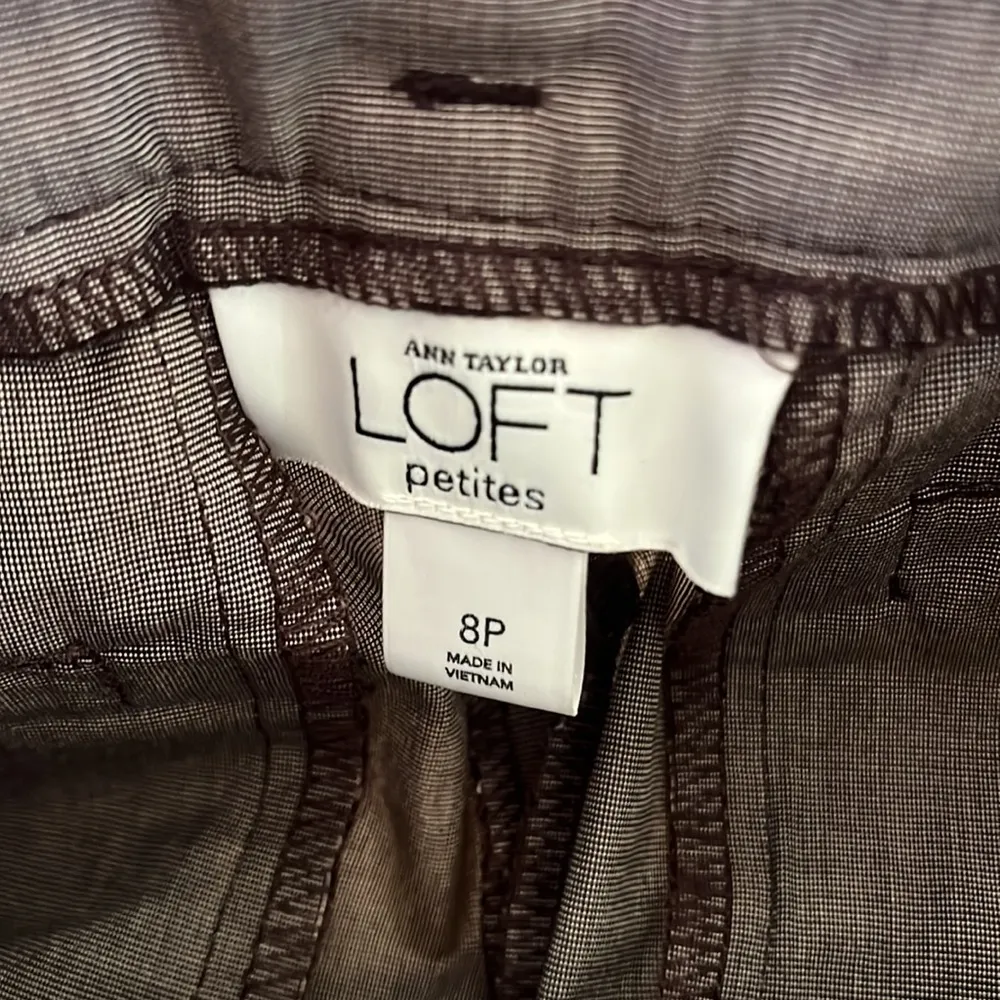 ANN TAYLOR
LOFT
petites
8P
MADE IN
VIETNAM